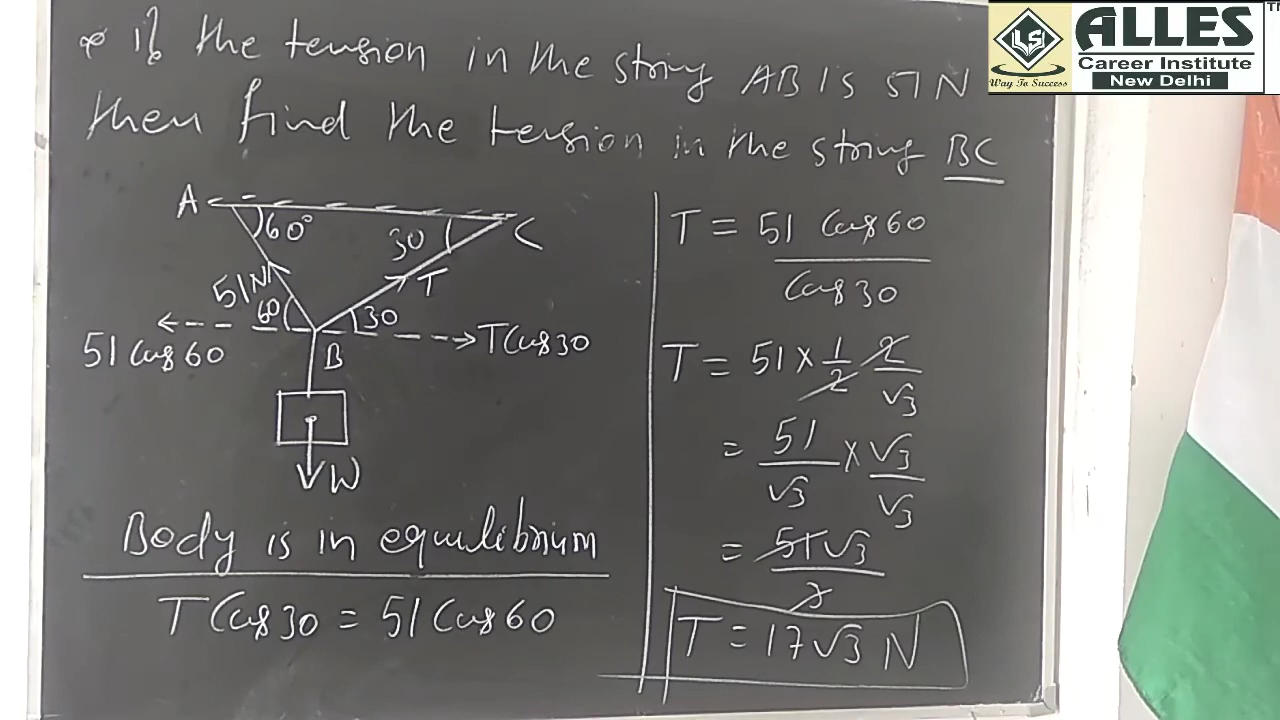 If the tension in the string AB is 51 N
then find the tension in the string BC
A
60°
30
C
51N
T
60
30
51 Cos 60
T Cos 30
B
W
Body is in equilibrium
T Cos 30 = 51 Cos 60
T = 51 Cos 60 / Cos 30
T = 51 × 1/2 2/√3
= 51/√3 × √3/√3
= 51√3/3
T = 17√3 N
LS
Way To Success
ALLES
TM
Career Institute
New Delhi